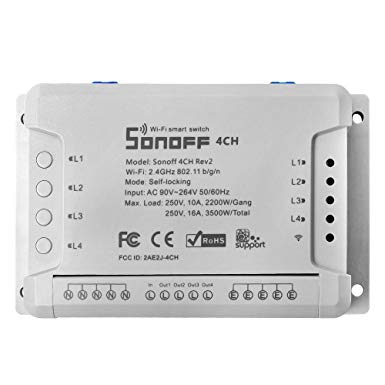 Wi-Fi smart switch
SONOFF 4CH
Model: Sonoff 4CH Rev2
Wi-Fi: 2.4GHz 802.11 b/g/n
Mode: Self-locking
Input: AC 90V~264V 50/60Hz
Max. Load: 250V, 10A, 2200W/Gang
250V, 16A, 3500W/Total
L1
L2
L3
L4
L1
L2
L3
L4
FC CE RoHS support
FCC ID: 2AE2J-4CH
In Out1 Out2 Out3 Out4
N N N N N L L L L L E E E E E